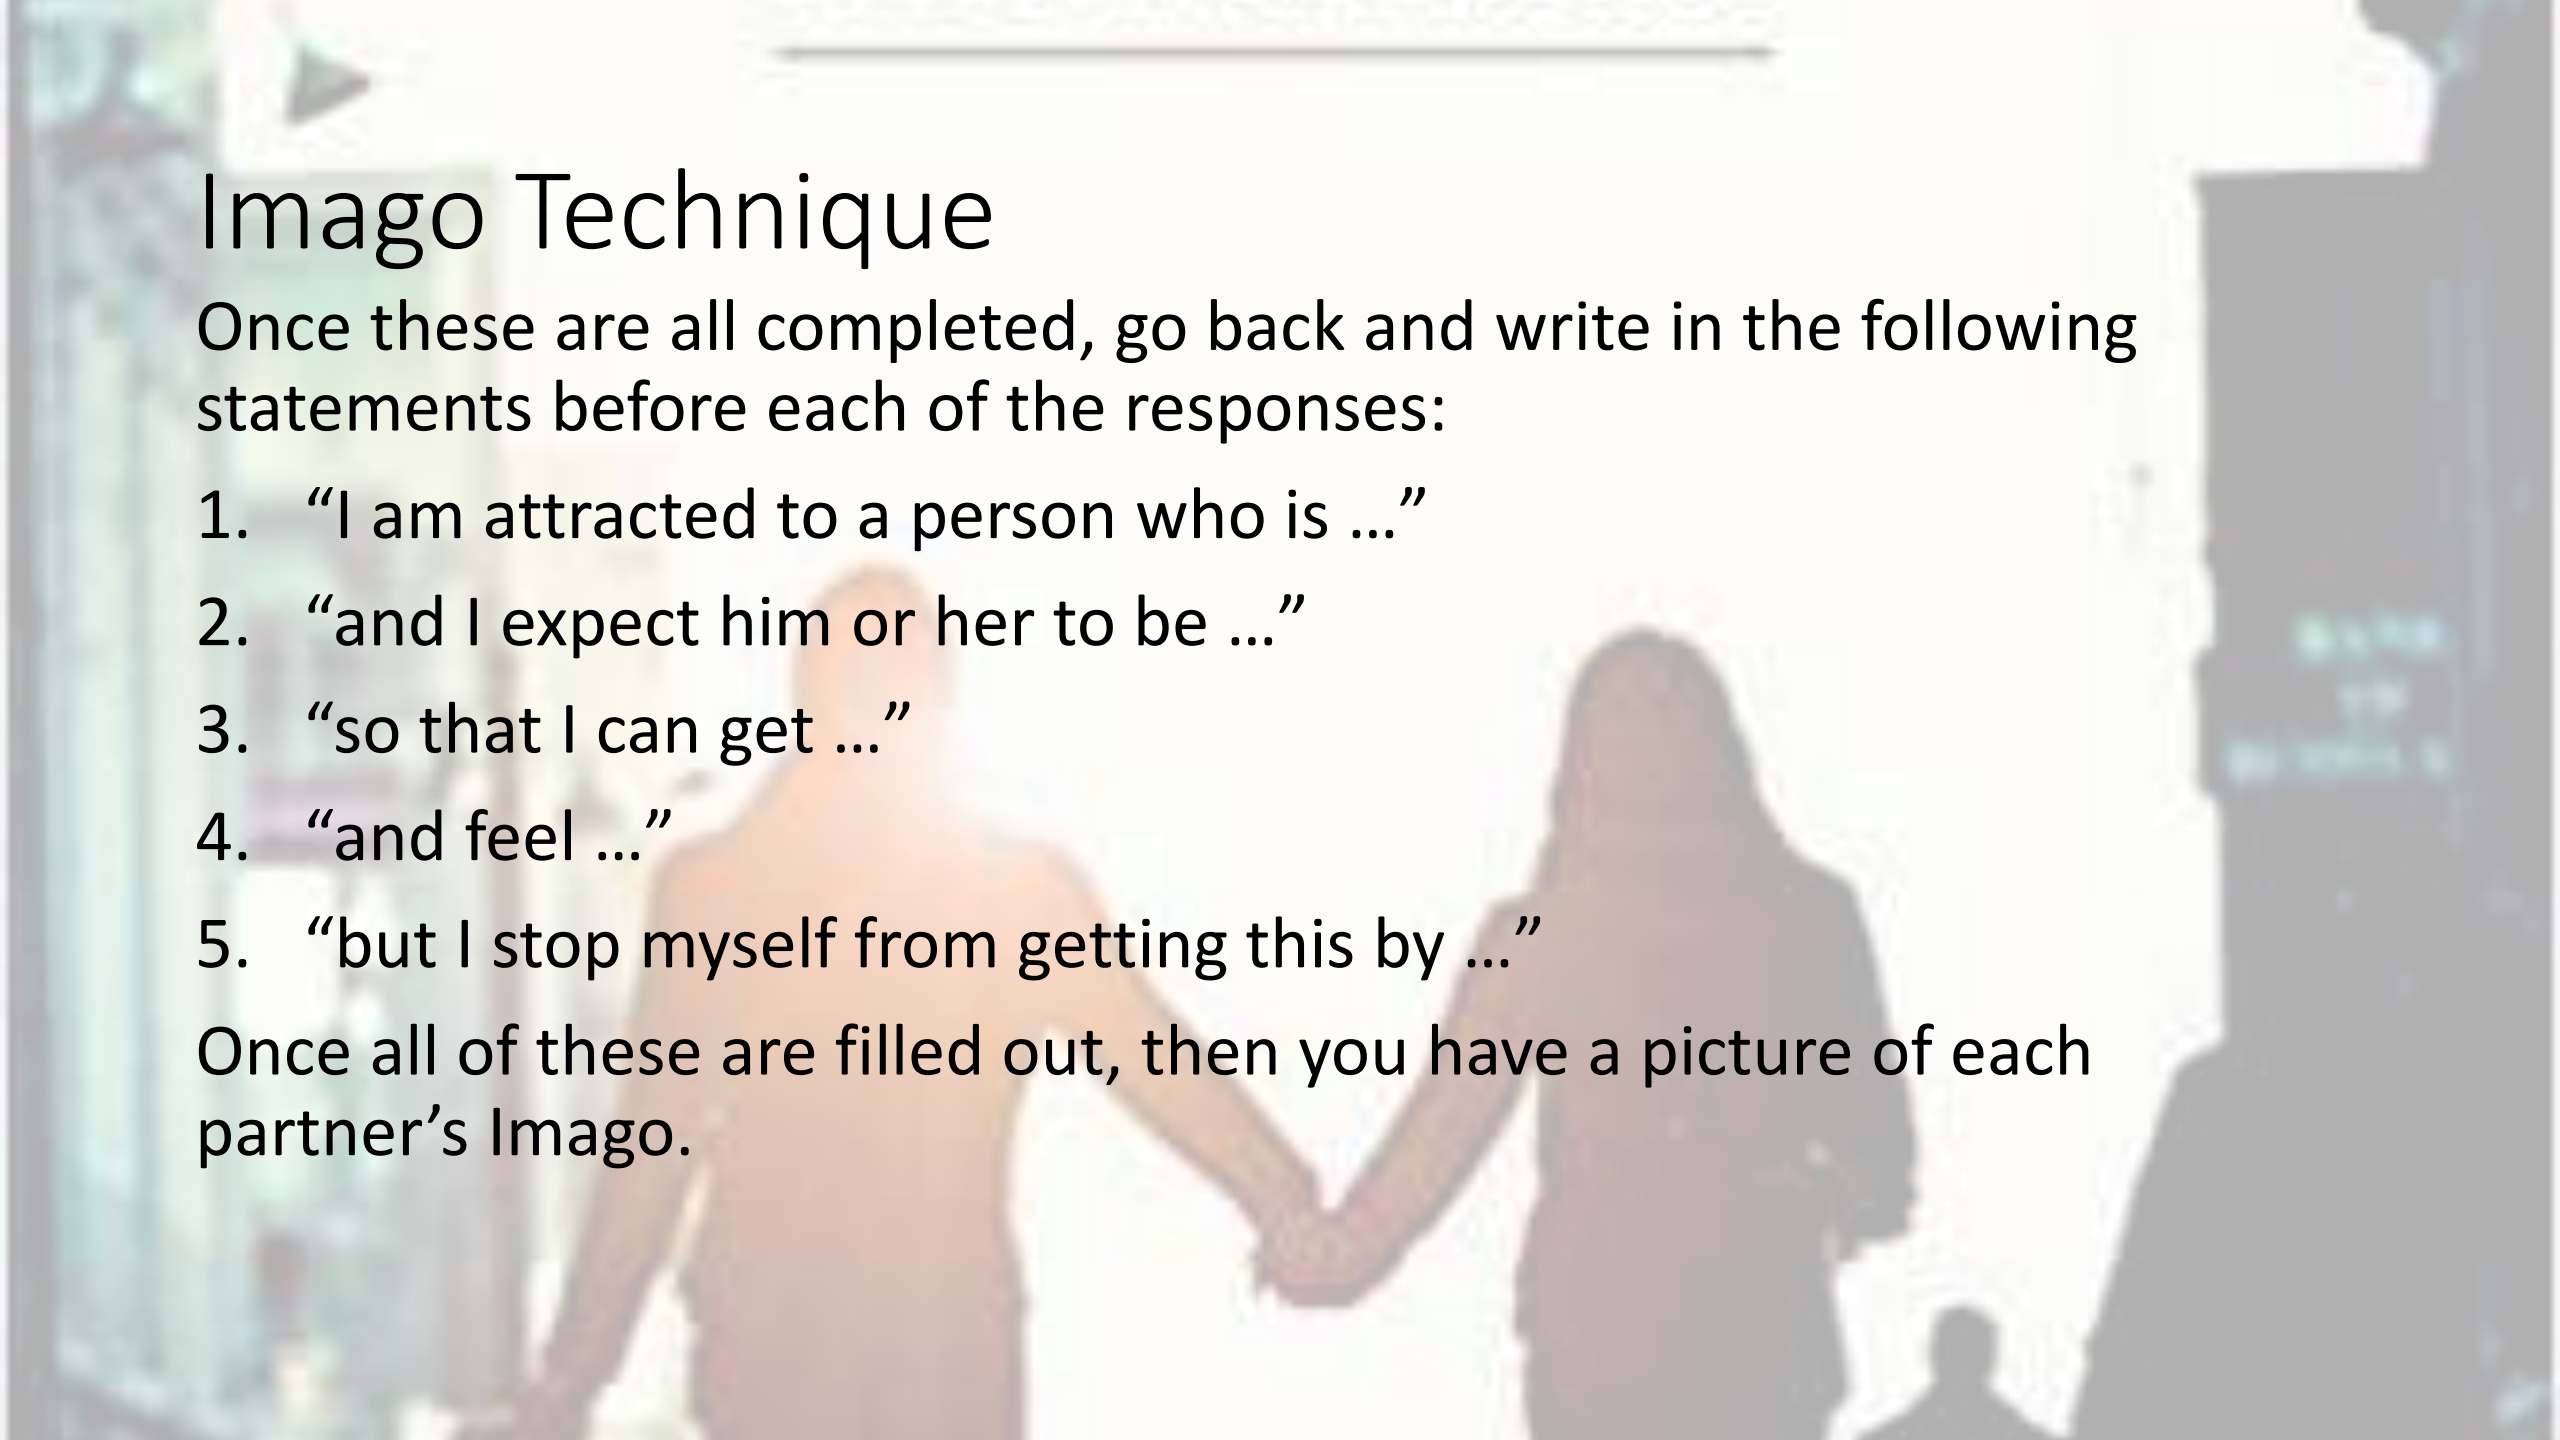 Imago Technique
Once these are all completed, go back and write in the following
statements before each of the responses:
1. “I am attracted to a person who is …”
2. “and I expect him or her to be …”
3. “so that I can get …”
4. “and feel …”
5. “but I stop myself from getting this by …”
Once all of these are filled out, then you have a picture of each
partner’s Imago.